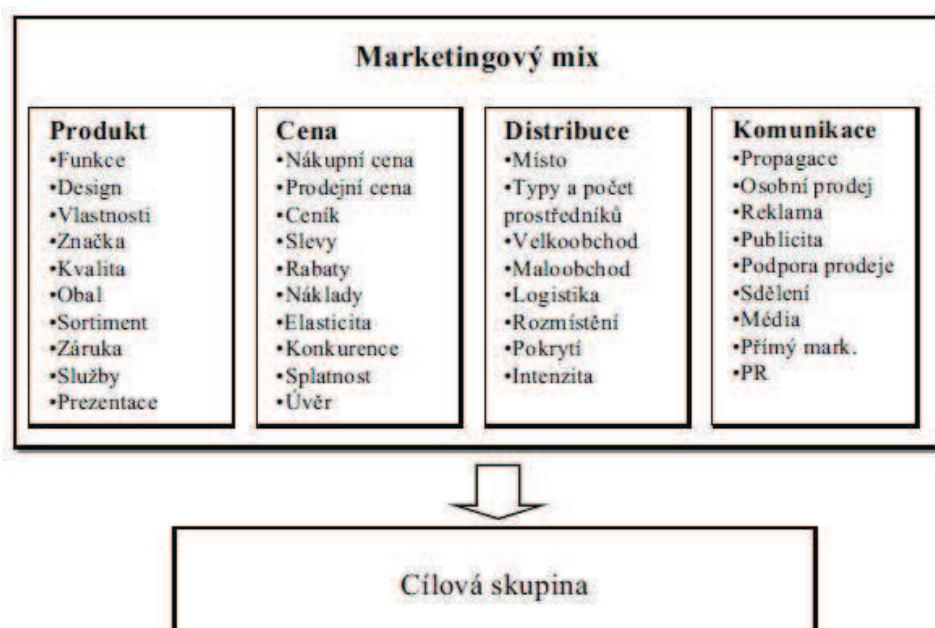 Marketingový mix
Produkt
•Funkce
•Design
•Vlastnosti
•Značka
•Kvalita
•Obal
•Sortiment
•Záruka
•Služby
•Prezentace
Cena
•Nákupní cena
•Prodejní cena
•Ceník
•Slevy
•Rabaty
•Náklady
•Elasticita
•Konkurence
•Splatnost
•Úvěr
Distribuce
•Místo
•Typy a počet
prostředníků
•Velkoobchod
•Maloobchod
•Logistika
•Rozmístění
•Pokrytí
•Intenzita
Komunikace
•Propagace
•Osobní prodej
•Reklama
•Publicita
•Podpora prodeje
•Sdělení
•Média
•Přímý mark.
•PR
Cílová skupina